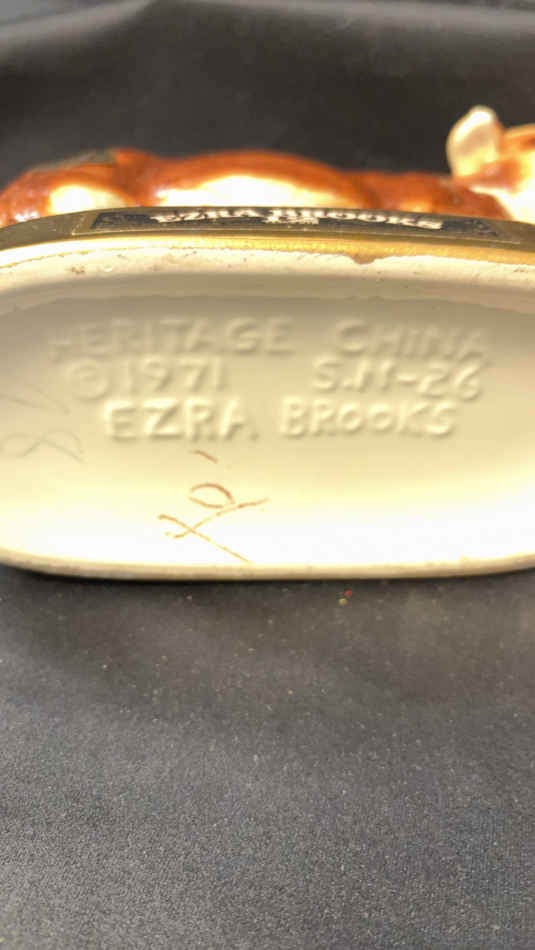 EZRA BROOKS
HERITAGE CHINA
©1971 S.N-26
EZRA BROOKS